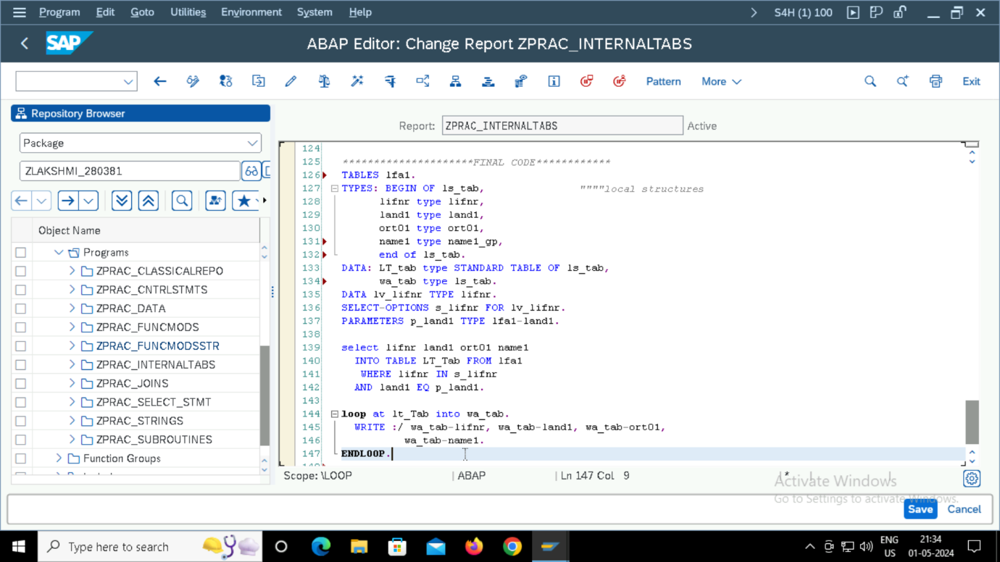 Program Edit Goto Utilities Environment System Help S4H (1) 100
SAP ABAP Editor: Change Report ZPRAC_INTERNALTABS
Pattern More Exit
Repository Browser
Package
ZLAKSHMI_280381
Object Name
Programs
ZPRAC_CLASSICALREPO
ZPRAC_CNTRLSTMTS
ZPRAC_DATA
ZPRAC_FUNCMODS
ZPRAC_FUNCMODSSTR
ZPRAC_INTERNALTABS
ZPRAC_JOINS
ZPRAC_SELECT_STMT
ZPRAC_STRINGS
ZPRAC_SUBROUTINES
Function Groups
Report: ZPRAC_INTERNALTABS Active
124
125 *********************FINAL CODE************
126 TABLES lfa1.
127 TYPES: BEGIN OF ls_tab, """"local structures
128 lifnr type lifnr,
129 land1 type land1,
130 ort01 type ort01,
131 name1 type name1_gp,
132 end of ls_tab.
133 DATA: LT_tab type STANDARD TABLE OF ls_tab,
134 wa_tab type ls_tab.
135 DATA lv_lifnr TYPE lifnr.
136 SELECT-OPTIONS s_lifnr FOR lv_lifnr.
137 PARAMETERS p_land1 TYPE lfa1-land1.
138
139 select lifnr land1 ort01 name1
140 INTO TABLE LT_Tab FROM lfa1
141 WHERE lifnr IN s_lifnr
142 AND land1 EQ p_land1.
143
144 loop at lt_Tab into wa_tab.
145 WRITE :/ wa_tab-lifnr, wa_tab-land1, wa_tab-ort01,
146 wa_tab-name1.
147 ENDLOOP.
Scope: \LOOP ABAP Ln 147 Col 9 *
Activate Windows
Go to Settings to activate Windows.
Save Cancel
Type here to search
ENG
US
21:34
01-05-2024